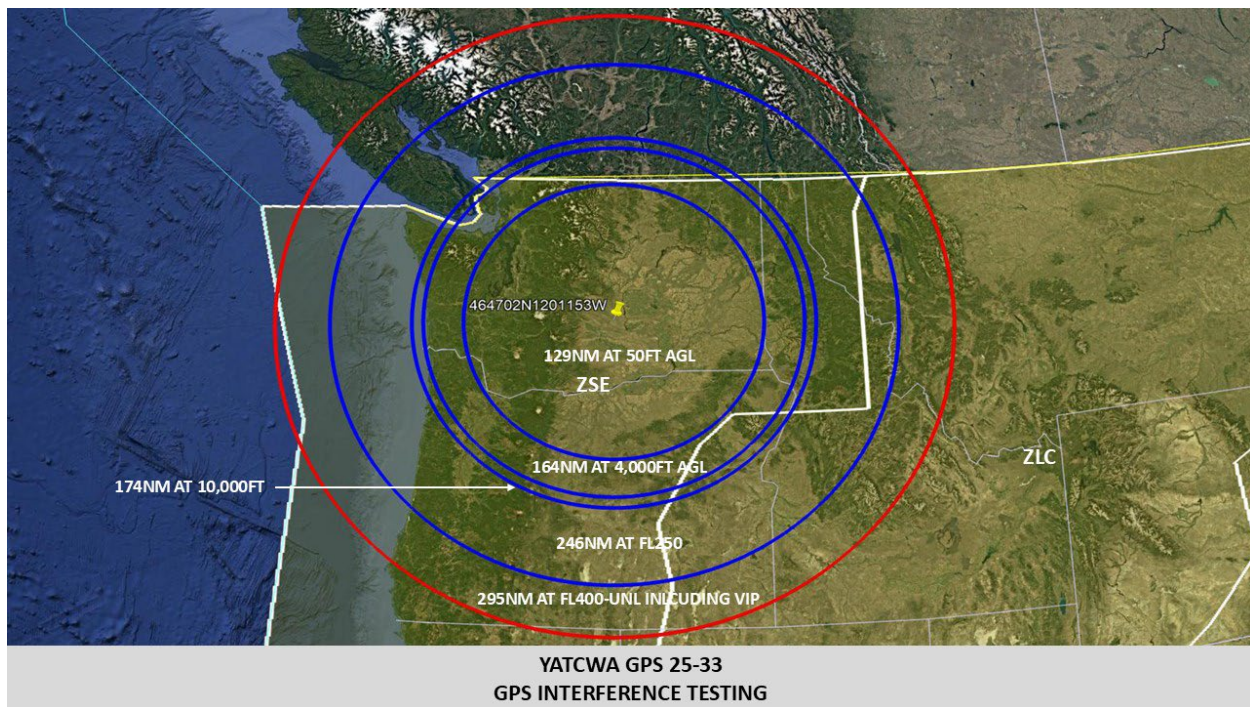 464702N1201153W
129NM AT 50FT AGL
ZSE
ZLC
164NM AT 4,000FT AGL
174NM AT 10,000FT
246NM AT FL250
295NM AT FL400-UNL INLCUDING VIP
YATCWA GPS 25-33
GPS INTERFERENCE TESTING